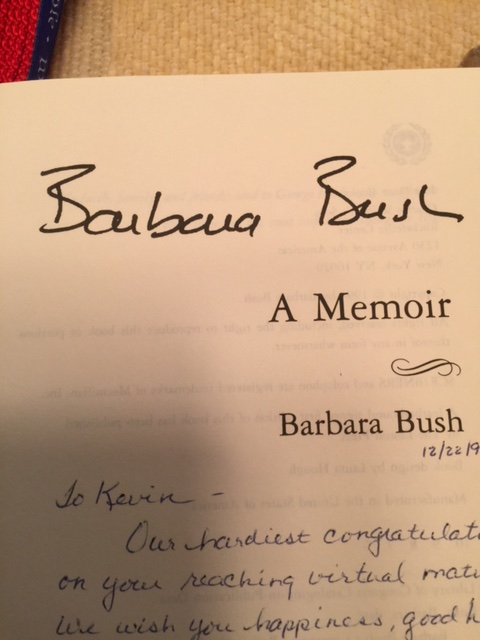 Barbara Bush
A Memoir
Barbara Bush
12/22/9
To Kevin -
Our hardiest congratulat
on your reaching virtual matu
we wish you happiness, good h